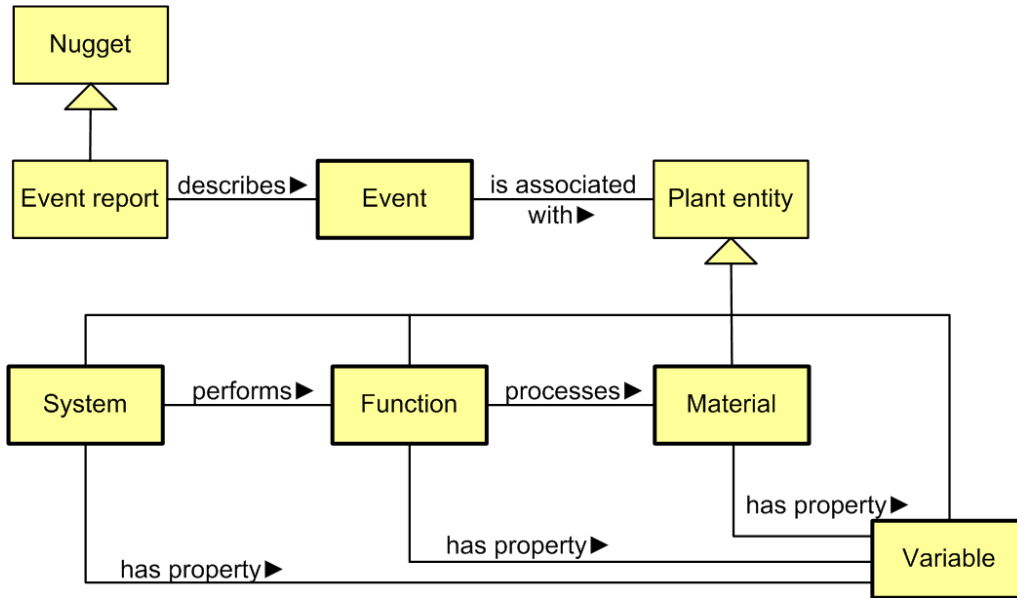 Nugget
Event report
describes►
Event
is associated
with►
Plant entity
System
performs►
Function
processes►
Material
has property►
has property►
has property►
Variable